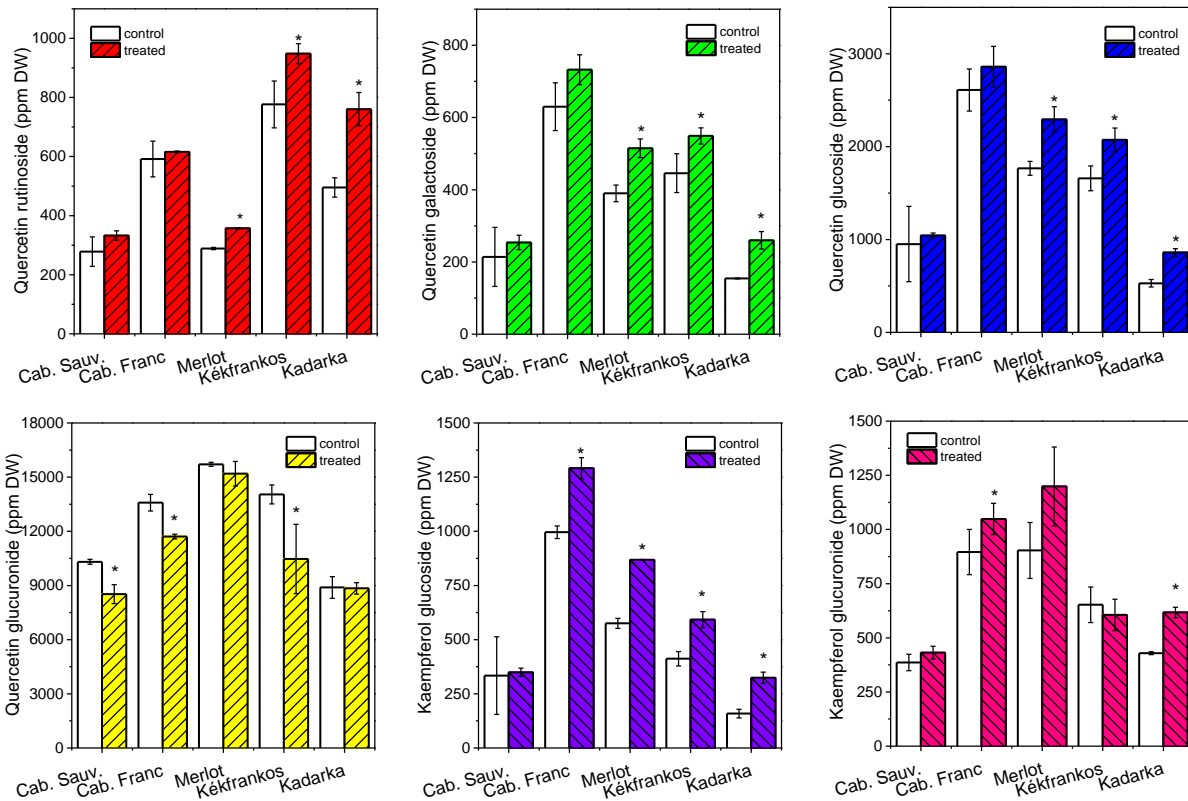 Quercetin rutinoside (ppm DW)
1000
800
600
400
200
0
control
treated
*
*
*
Cab. Sauv.
Cab. Franc
Merlot
Kékfrankos
Kadarka
Quercetin galactoside (ppm DW)
800
600
400
200
0
control
treated
*
*
*
Cab. Sauv.
Cab. Franc
Merlot
Kékfrankos
Kadarka
Quercetin glucoside (ppm DW)
3000
2000
1000
0
control
treated
*
*
*
Cab. Sauv.
Cab. Franc
Merlot
Kékfrankos
Kadarka
Quercetin glucuronide (ppm DW)
18000
15000
12000
9000
6000
3000
0
control
treated
*
*
*
Cab. Sauv.
Cab. Franc
Merlot
Kékfrankos
Kadarka
Kaempferol glucoside (ppm DW)
1500
1250
1000
750
500
250
0
control
treated
*
*
*
*
Cab. Sauv.
Cab. Franc
Merlot
Kékfrankos
Kadarka
Kaempferol glucuronide (ppm DW)
1500
1250
1000
750
500
250
0
control
treated
*
*
Cab. Sauv.
Cab. Franc
Merlot
Kékfrankos
Kadarka